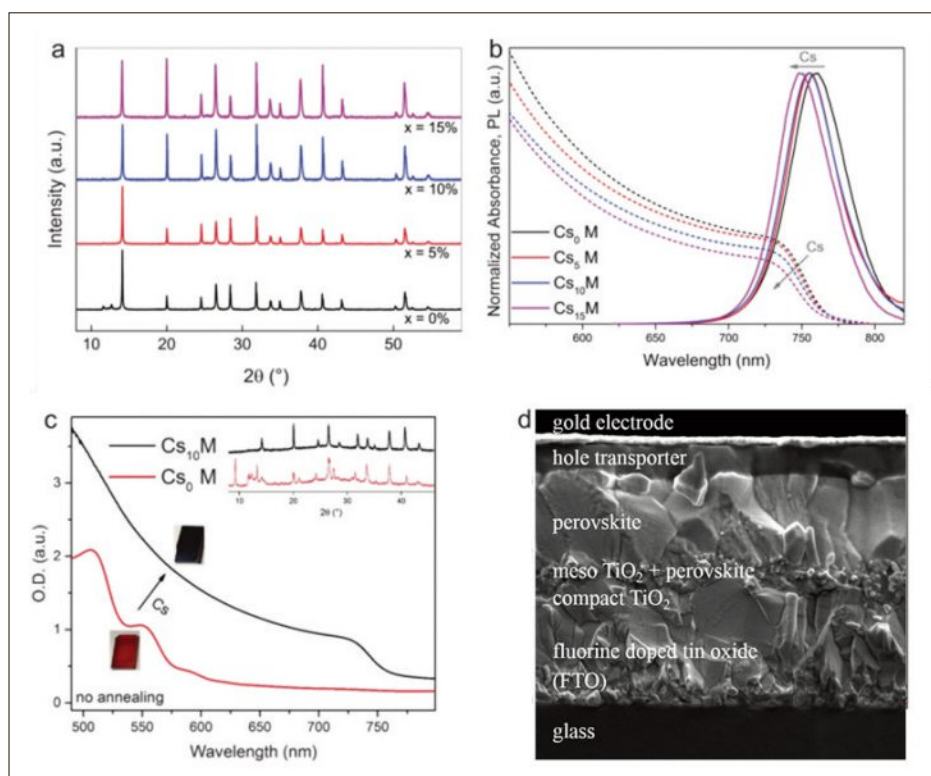 a
Intensity (a.u.)
x = 15%
x = 10%
x = 5%
x = 0%
10
20
30
40
50
2θ (°)
b
Normalized Absorbance, PL (a.u.)
Cs
Cs
Cs₀ M
Cs₅ M
Cs₁₀ M
Cs₁₅ M
600
650
700
750
800
Wavelength (nm)
c
O.D. (a.u.)
3
2
1
0
Cs₁₀M
Cs₀ M
10
20
30
40
2θ (°)
Cs
no annealing
500
550
600
650
700
750
Wavelength (nm)
d
gold electrode
hole transporter
perovskite
meso TiO₂ + perovskite
compact TiO₂
fluorine doped tin oxide
(FTO)
glass